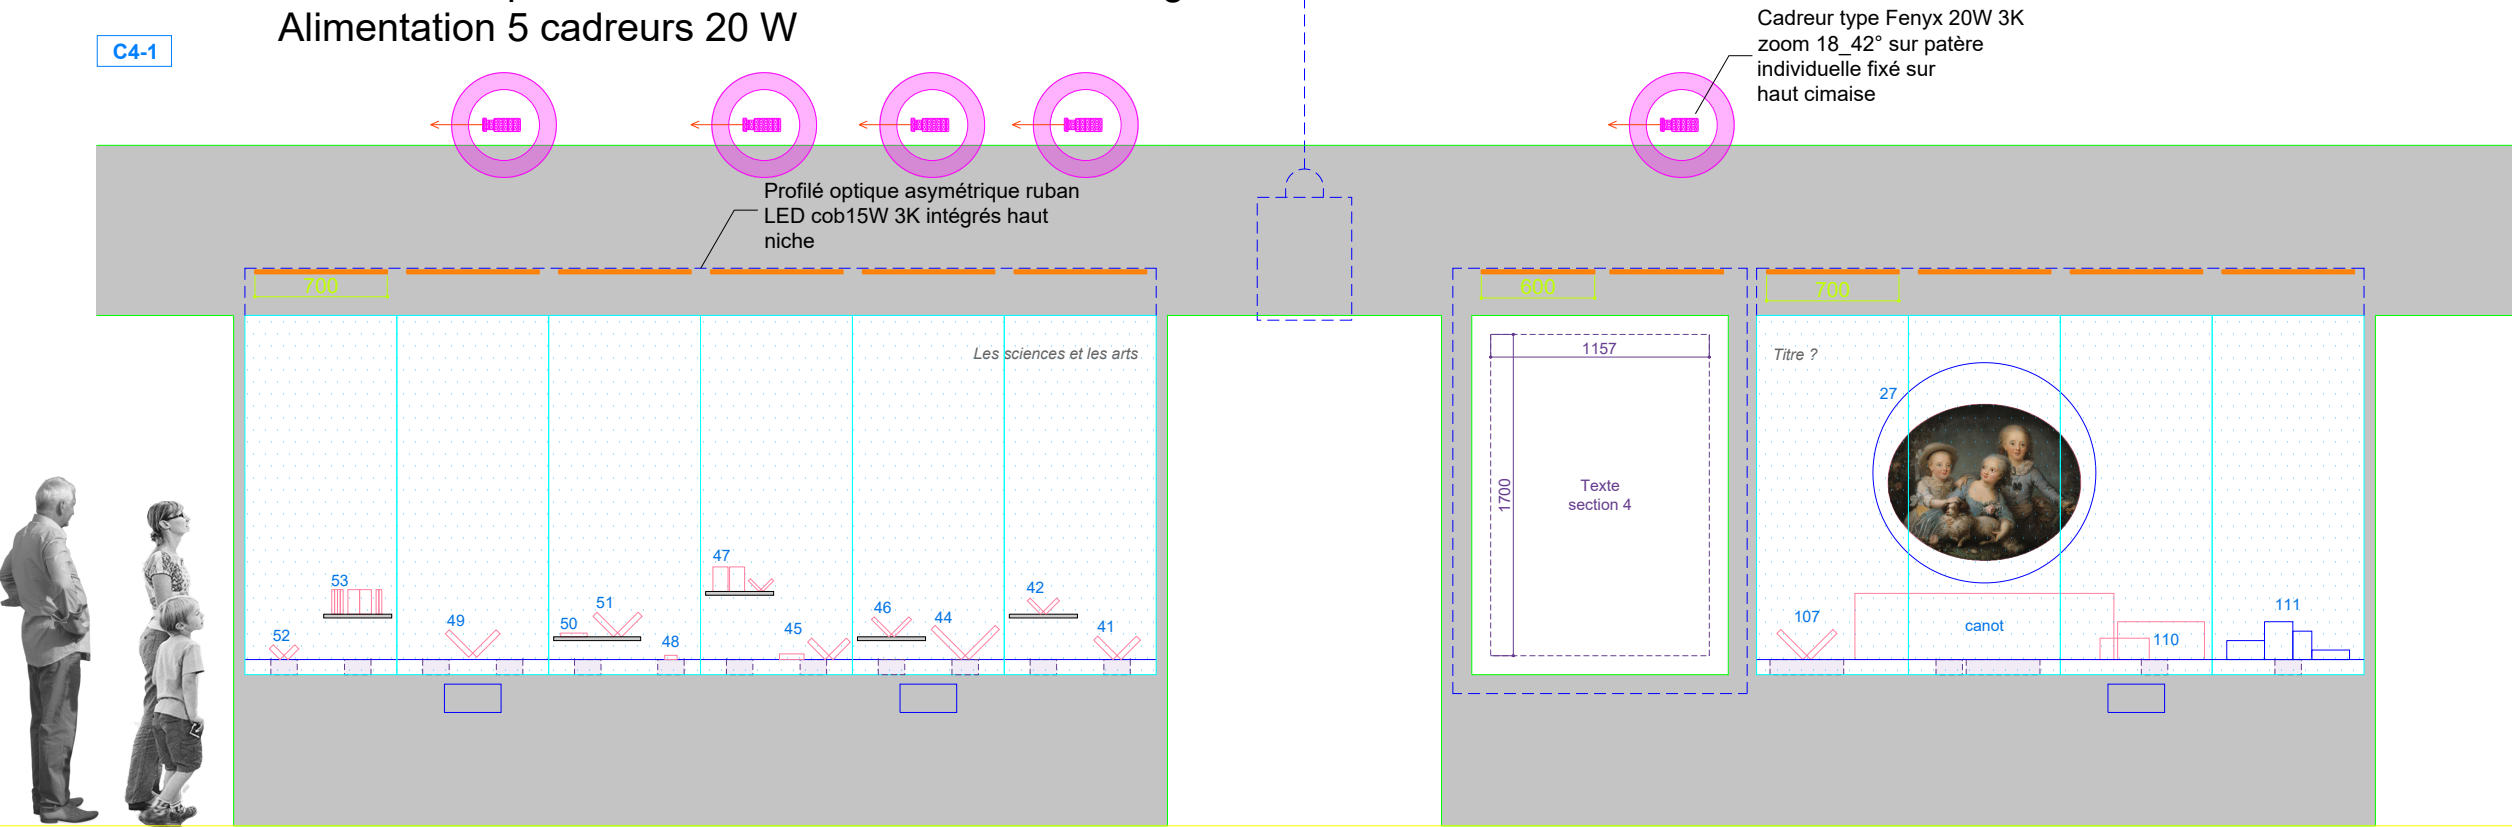 Alimentation 5 cadreurs 20 W
C4-1
Cadreur type Fenyx 20W 3K
zoom 18_42° sur patère
individuelle fixé sur
haut cimaise
Profilé optique asymétrique ruban
LED cob15W 3K intégrés haut
niche
700
600
700
Les sciences et les arts
1157
1700
Texte
section 4
Titre ?
27
53
52
49
50
51
48
47
45
46
44
42
41
107
canot
110
111